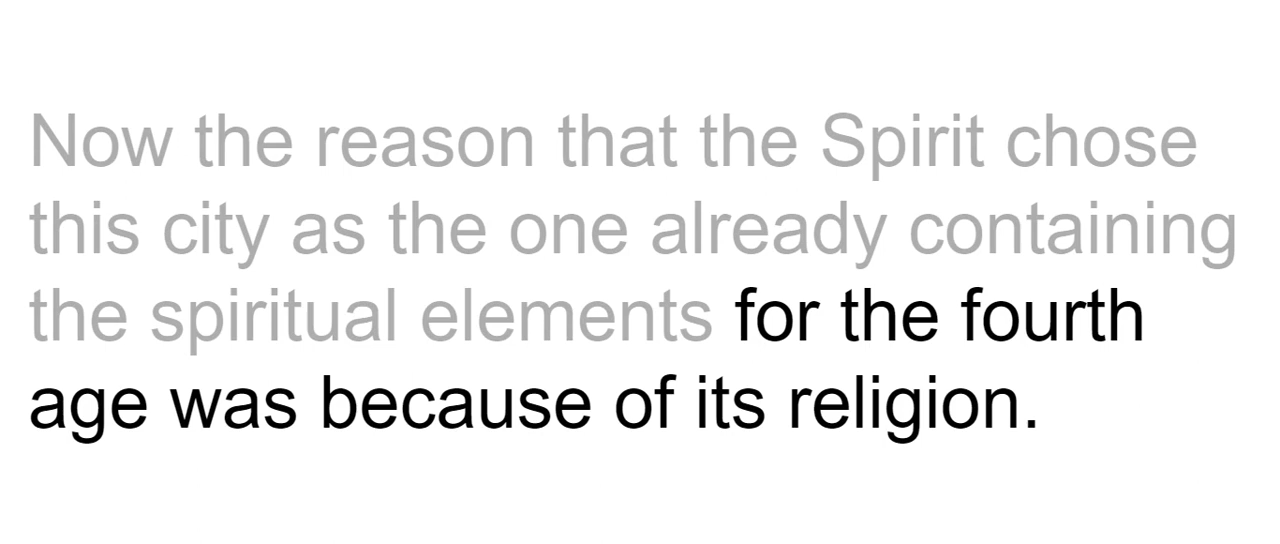 Now the reason that the Spirit chose
this city as the one already containing
the spiritual elements for the fourth
age was because of its religion.